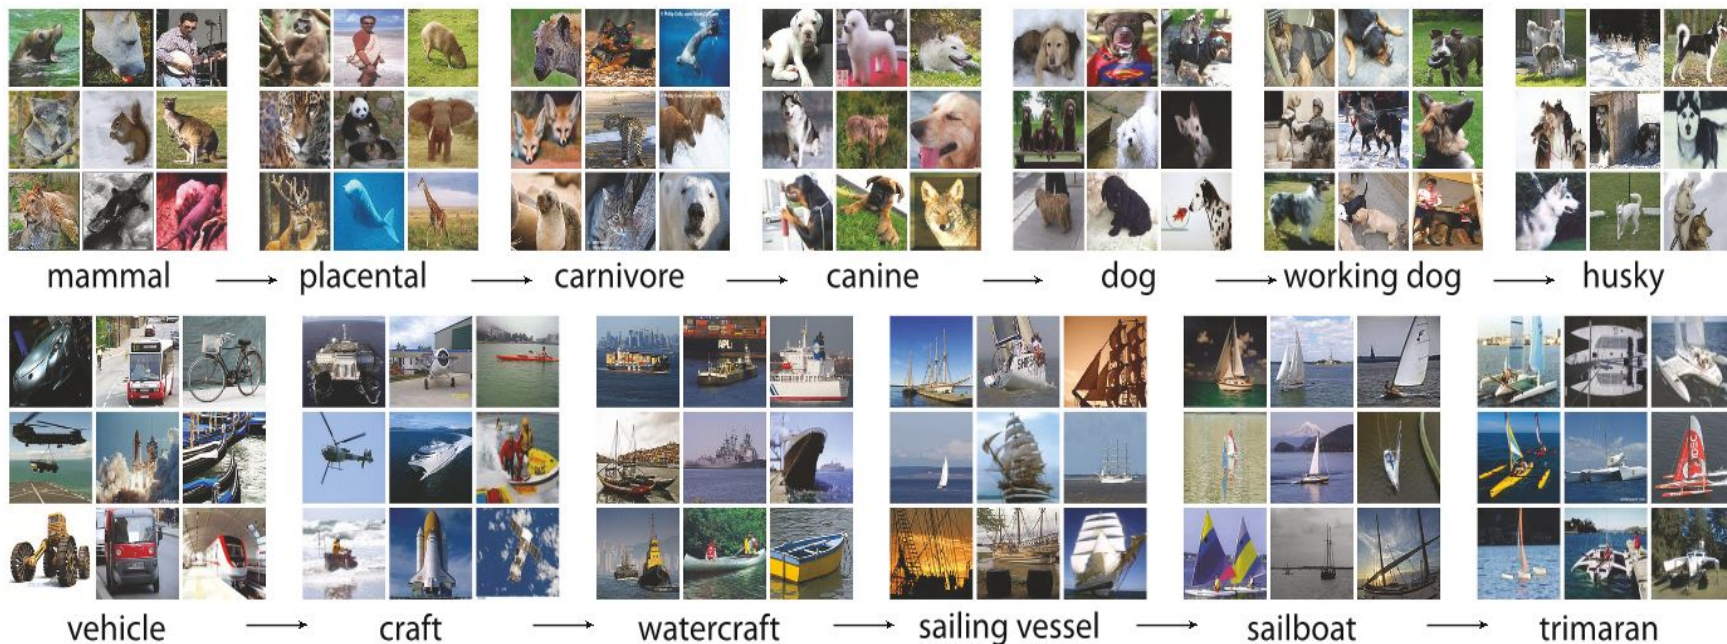 mammal → placental → carnivore → canine → dog → working dog → husky
vehicle → craft → watercraft → sailing vessel → sailboat → trimaran